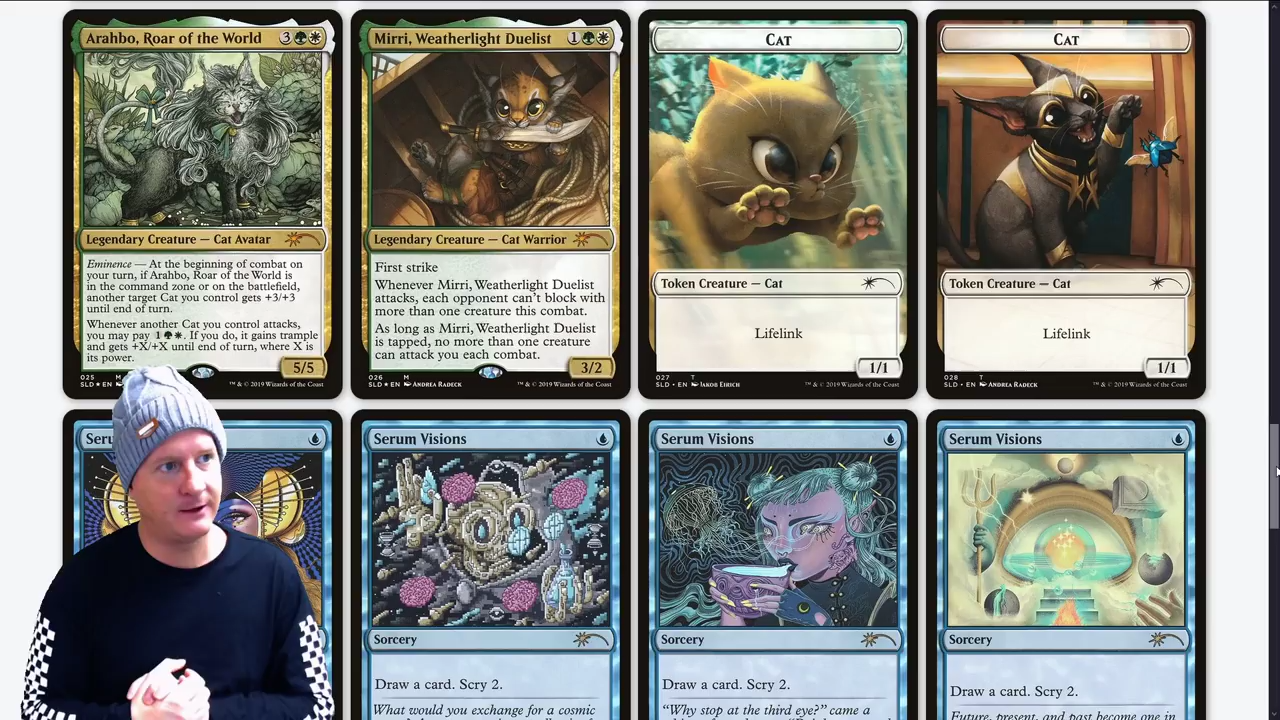 Arahbo, Roar of the World 3
Legendary Creature — Cat Avatar
Eminence — At the beginning of combat on
your turn, if Arahbo, Roar of the World is
in the command zone or on the battlefield,
another target Cat you control gets +3/+3
until end of turn.
Whenever another Cat you control attacks,
you may pay 1. If you do, it gains trample
and gets +X/+X until end of turn, where X is
its power.
5/5
025 M
SLD ★ EN
™ & © 2019 Wizards of the Coast
Mirri, Weatherlight Duelist 1
Legendary Creature — Cat Warrior
First strike
Whenever Mirri, Weatherlight Duelist
attacks, each opponent can't block with
more than one creature this combat.
As long as Mirri, Weatherlight Duelist
is tapped, no more than one creature
can attack you each combat.
3/2
026 M
SLD ★ EN Andrea Radeck
™ & © 2019 Wizards of the Coast
Cat
Token Creature — Cat
Lifelink
1/1
027 T
SLD • EN Jakob Eirich
™ & © 2019 Wizards of the Coast
Cat
Token Creature — Cat
Lifelink
1/1
028 T
SLD • EN Andrea Radeck
™ & © 2019 Wizards of the Coast
Serum Visions
Sorcery
Draw a card. Scry 2.
What would you exchange for a cosmic
Serum Visions
Sorcery
Draw a card. Scry 2.
"Why stop at the third eye?" came a
Serum Visions
Sorcery
Draw a card. Scry 2.
Future, present, and past become one in